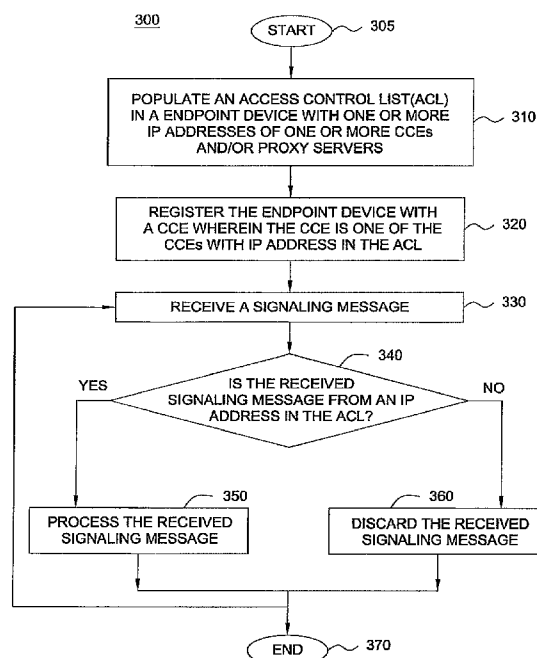 300
START
305
POPULATE AN ACCESS CONTROL LIST(ACL)
IN A ENDPOINT DEVICE WITH ONE OR MORE
IP ADDRESSES OF ONE OR MORE CCEs
AND/OR PROXY SERVERS
310
REGISTER THE ENDPOINT DEVICE WITH
A CCE WHEREIN THE CCE IS ONE OF THE
CCEs WITH IP ADDRESS IN THE ACL
320
RECEIVE A SIGNALING MESSAGE
330
340
YES
IS THE RECEIVED
SIGNALING MESSAGE FROM AN IP
ADDRESS IN THE ACL?
NO
350
PROCESS THE RECEIVED
SIGNALING MESSAGE
360
DISCARD THE RECEIVED
SIGNALING MESSAGE
END
370